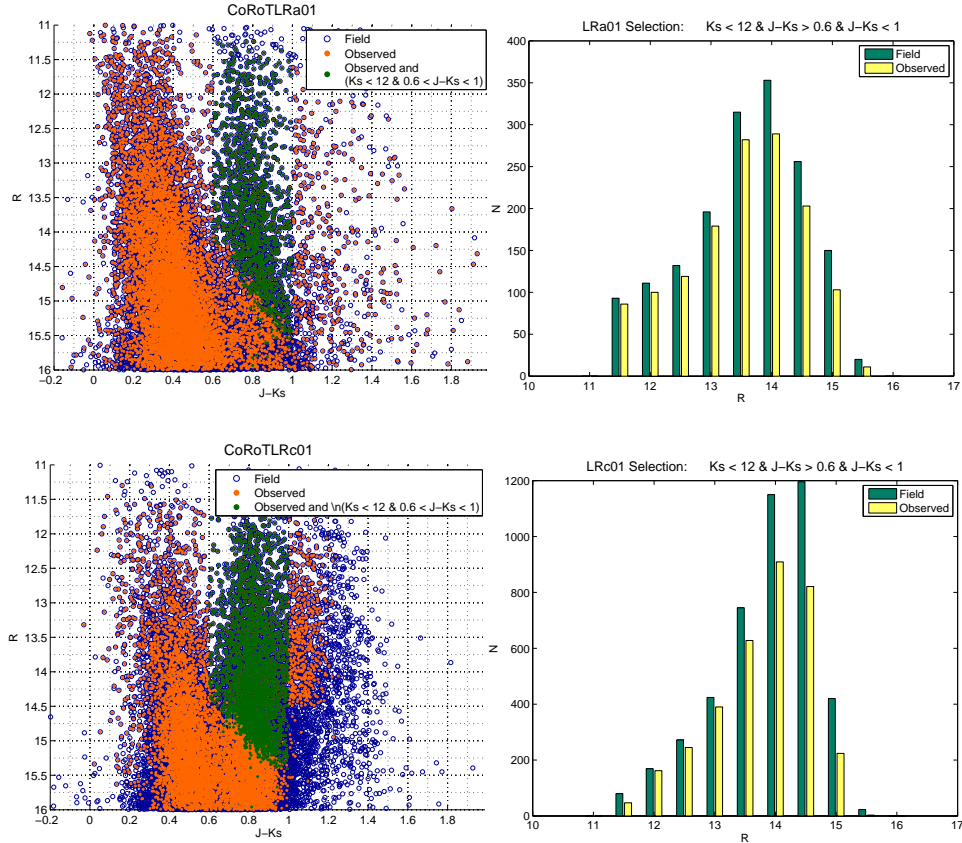 CoRoTLRa01
Field
Observed
Observed and
(Ks < 12 & 0.6 < J−Ks < 1)
11
11.5
12
12.5
13
13.5
14
14.5
15
15.5
16
R
−0.2 0 0.2 0.4 0.6 0.8 1 1.2 1.4 1.6 1.8
J−Ks
LRa01 Selection: Ks < 12 & J−Ks > 0.6 & J−Ks < 1
Field
Observed
400
350
300
250
200
150
100
50
0
N
10 11 12 13 14 15 16 17
R
CoRoTLRc01
Field
Observed
Observed and \n(Ks < 12 & 0.6 < J−Ks < 1)
11
11.5
12
12.5
13
13.5
14
14.5
15
15.5
16
R
−0.2 0 0.2 0.4 0.6 0.8 1 1.2 1.4 1.6 1.8
J−Ks
LRc01 Selection: Ks < 12 & J−Ks > 0.6 & J−Ks < 1
Field
Observed
1200
1000
800
600
400
200
0
N
10 11 12 13 14 15 16 17
R